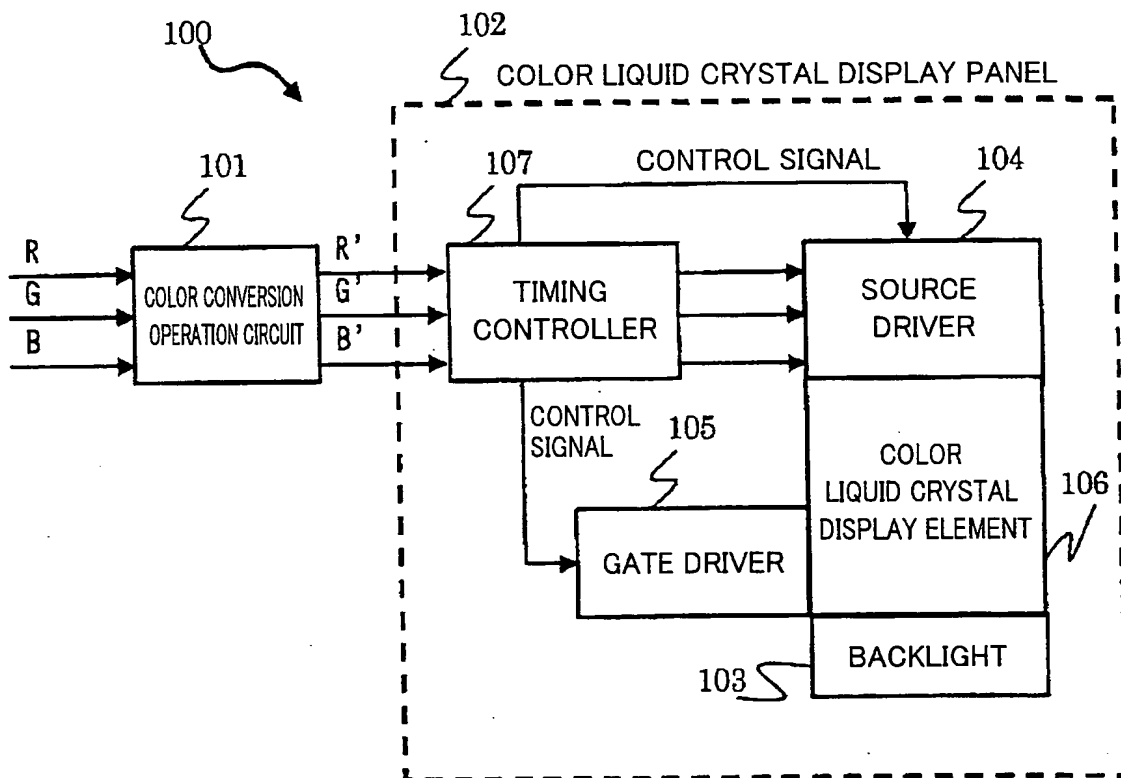 100
102
COLOR LIQUID CRYSTAL DISPLAY PANEL
101
107
CONTROL SIGNAL
104
R
G
B
COLOR CONVERSION
OPERATION CIRCUIT
R'
G'
B'
TIMING
CONTROLLER
SOURCE
DRIVER
CONTROL
SIGNAL
105
COLOR
LIQUID CRYSTAL
DISPLAY ELEMENT
106
GATE DRIVER
BACKLIGHT
103